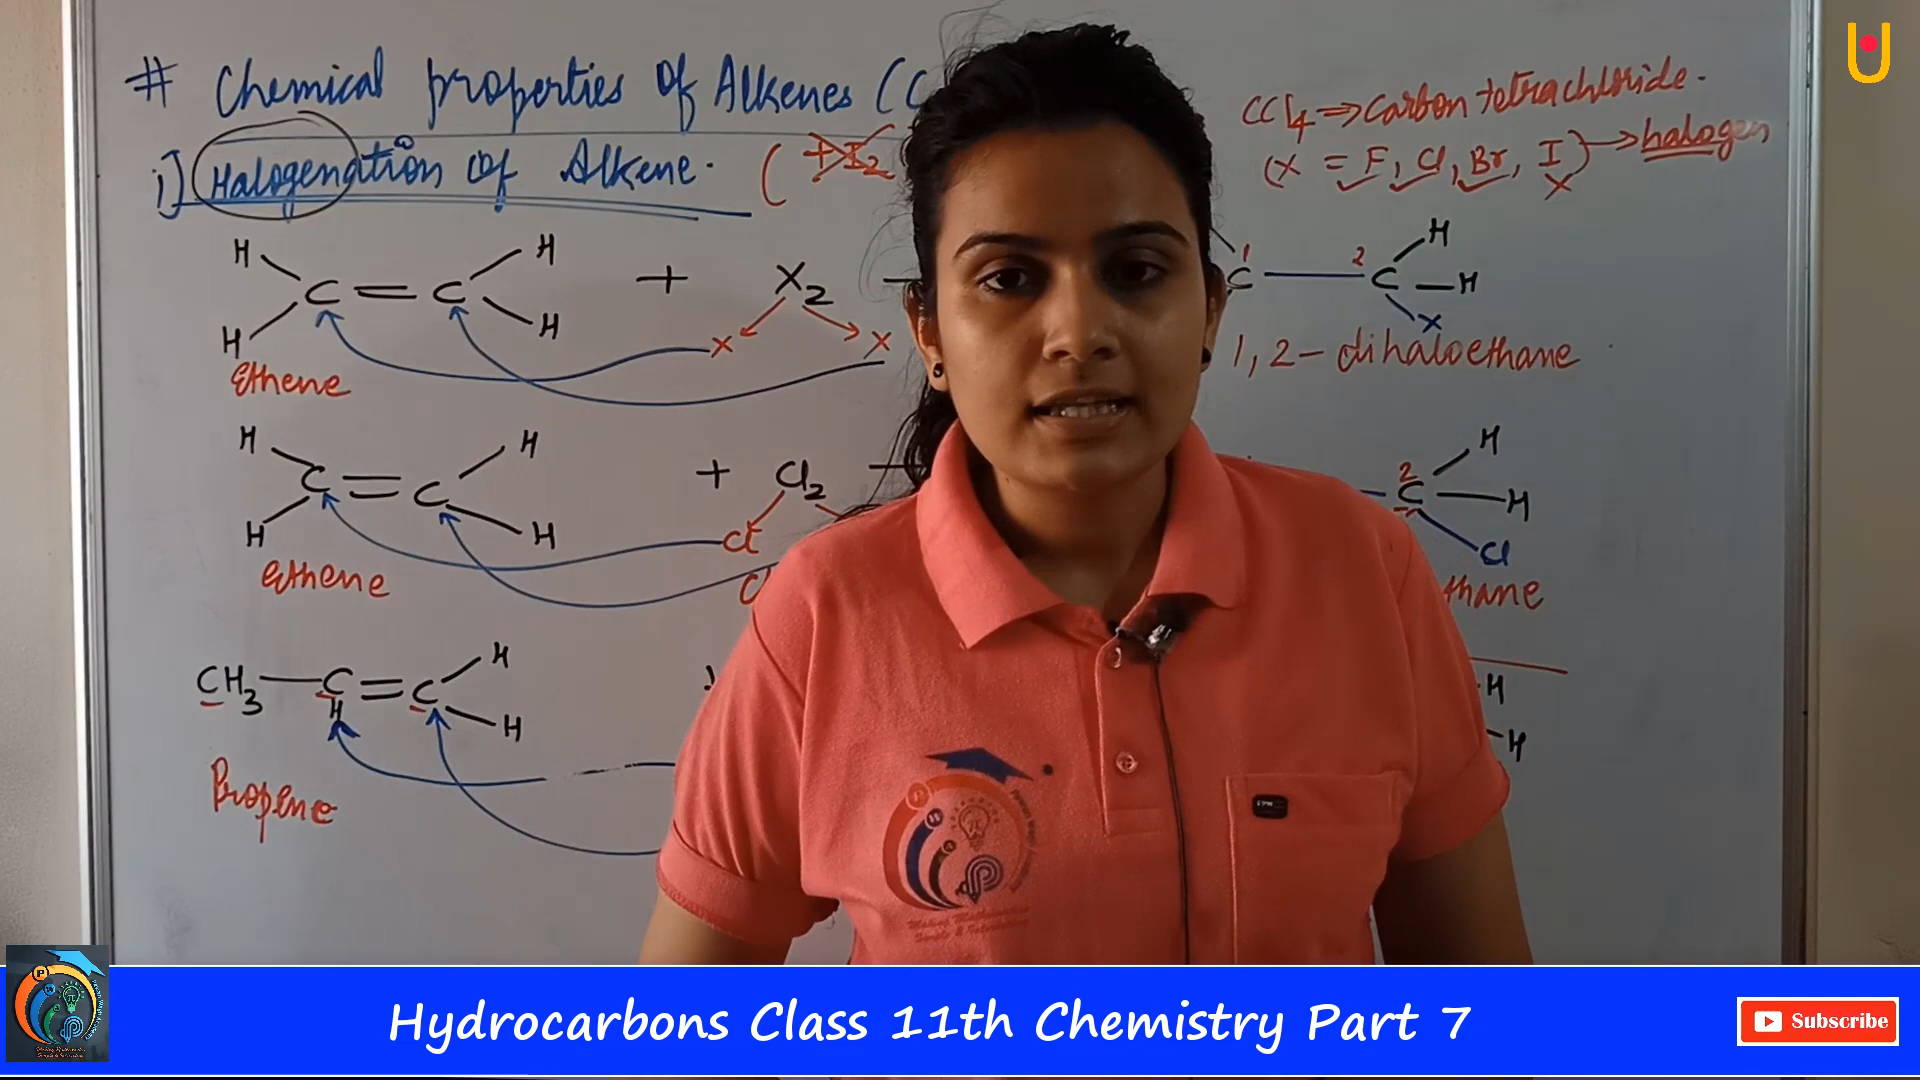 # Chemical properties of Alkenes (C
i] Halogenation of Alkene. ( +I2
CCl4 ⇒ Carbon tetrachloride.
(X = F, Cl, Br, I) → halogen
H H
C = C + X2
H H
X X
Ethene
1 2 H
C — C — H
X
1, 2 - dihaloethane
H H
C = C + Cl2
H H
Cl
Ethene
2 H
C — H
Cl
thane
CH3 — C = C H
H H
Propene
H
H
Hydrocarbons Class 11th Chemistry Part 7
Subscribe